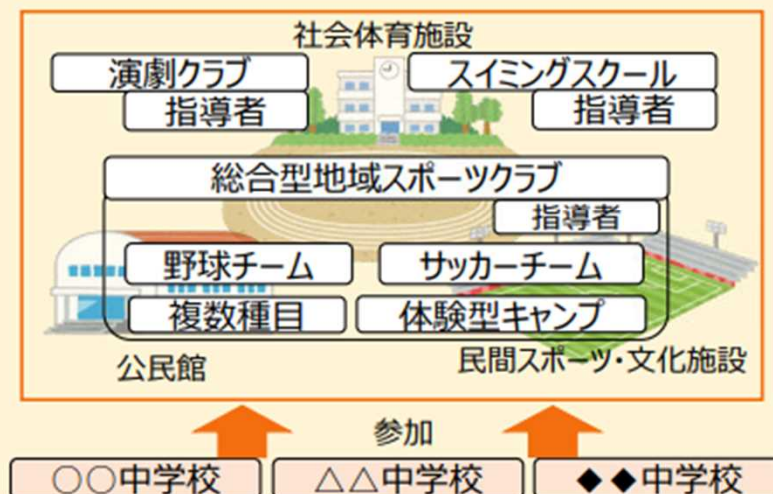 社会体育施設
演劇クラブ
指導者
スイミングスクール
指導者
総合型地域スポーツクラブ
指導者
野球チーム
サッカーチーム
複数種目
体験型キャンプ
公民館
民間スポーツ・文化施設
参加
○○中学校
△△中学校
◆◆中学校